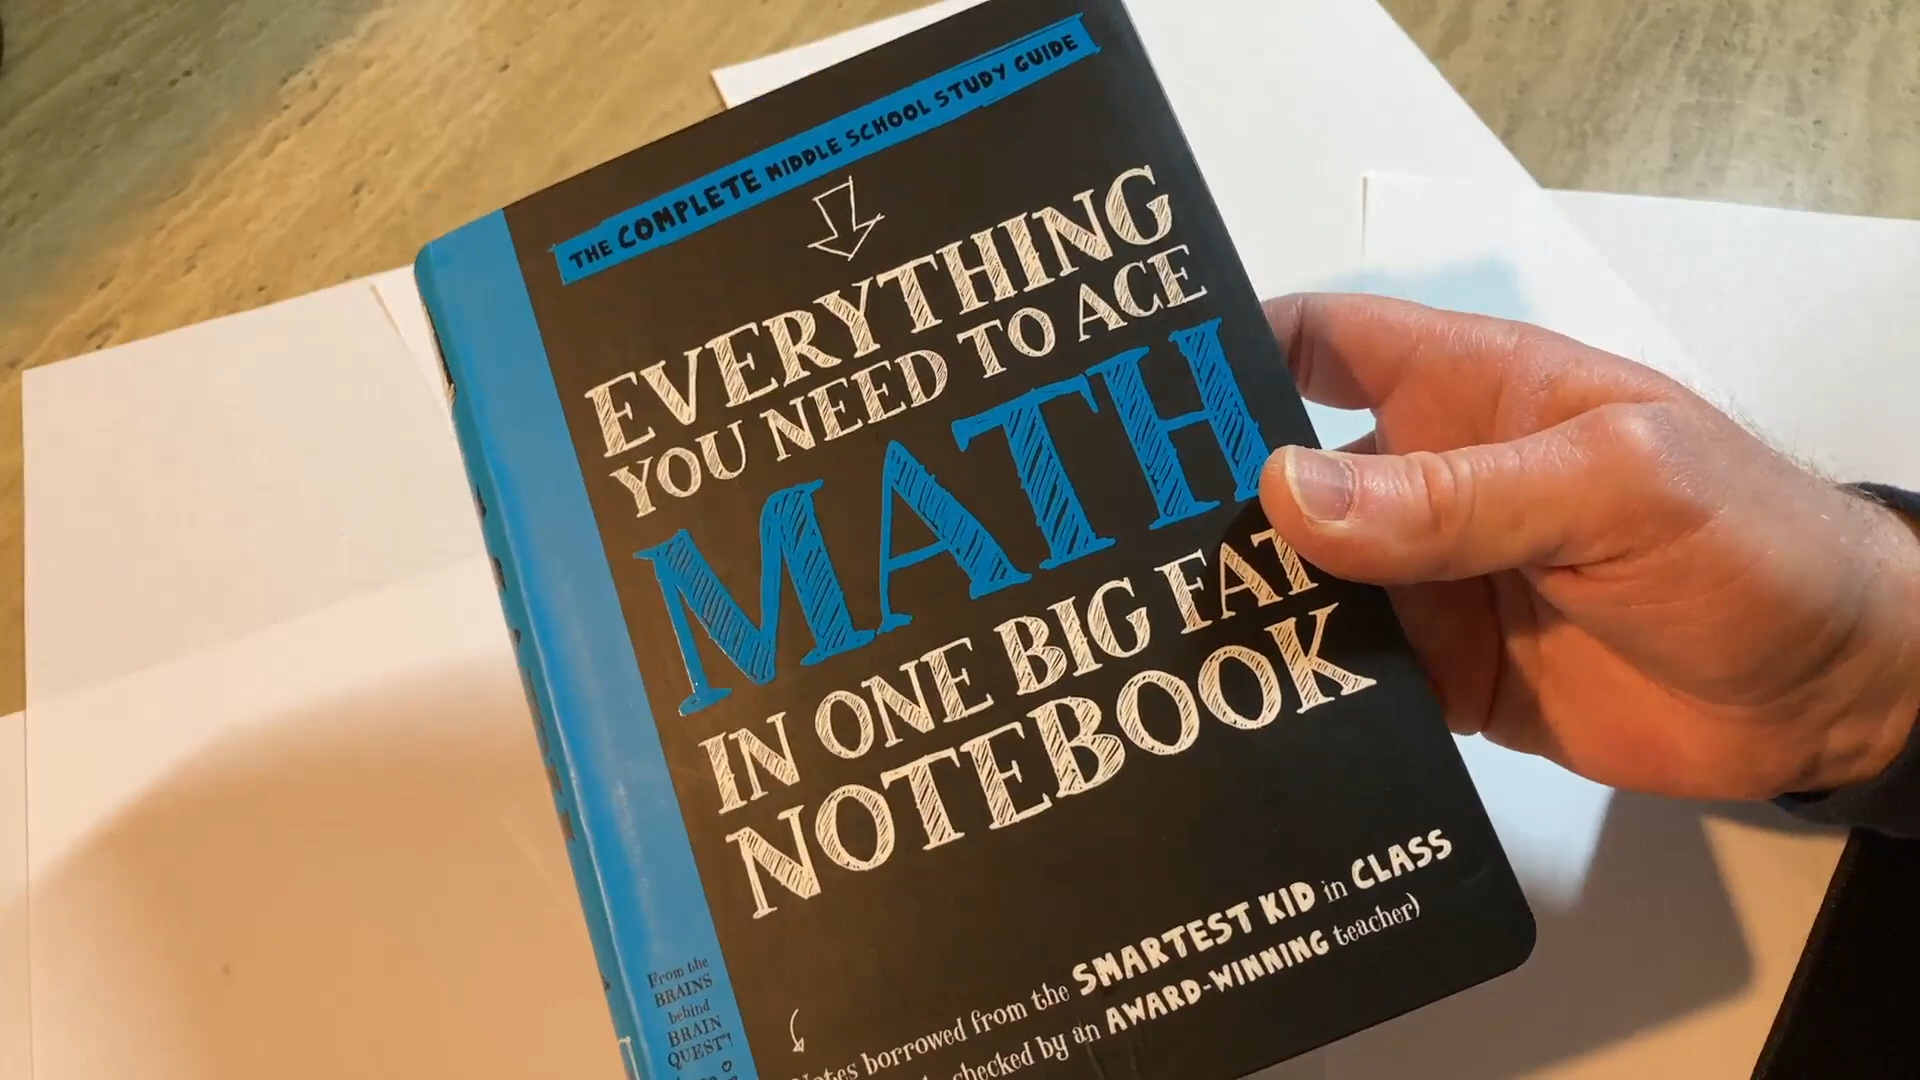 THE COMPLETE MIDDLE SCHOOL STUDY GUIDE
EVERYTHING
YOU NEED TO ACE
MATH
IN ONE BIG FAT
NOTEBOOK
Notes borrowed from the SMARTEST KID in CLASS
checked by an AWARD-WINNING teacher)
From the
BRAINS
behind
BRAIN
QUEST®!